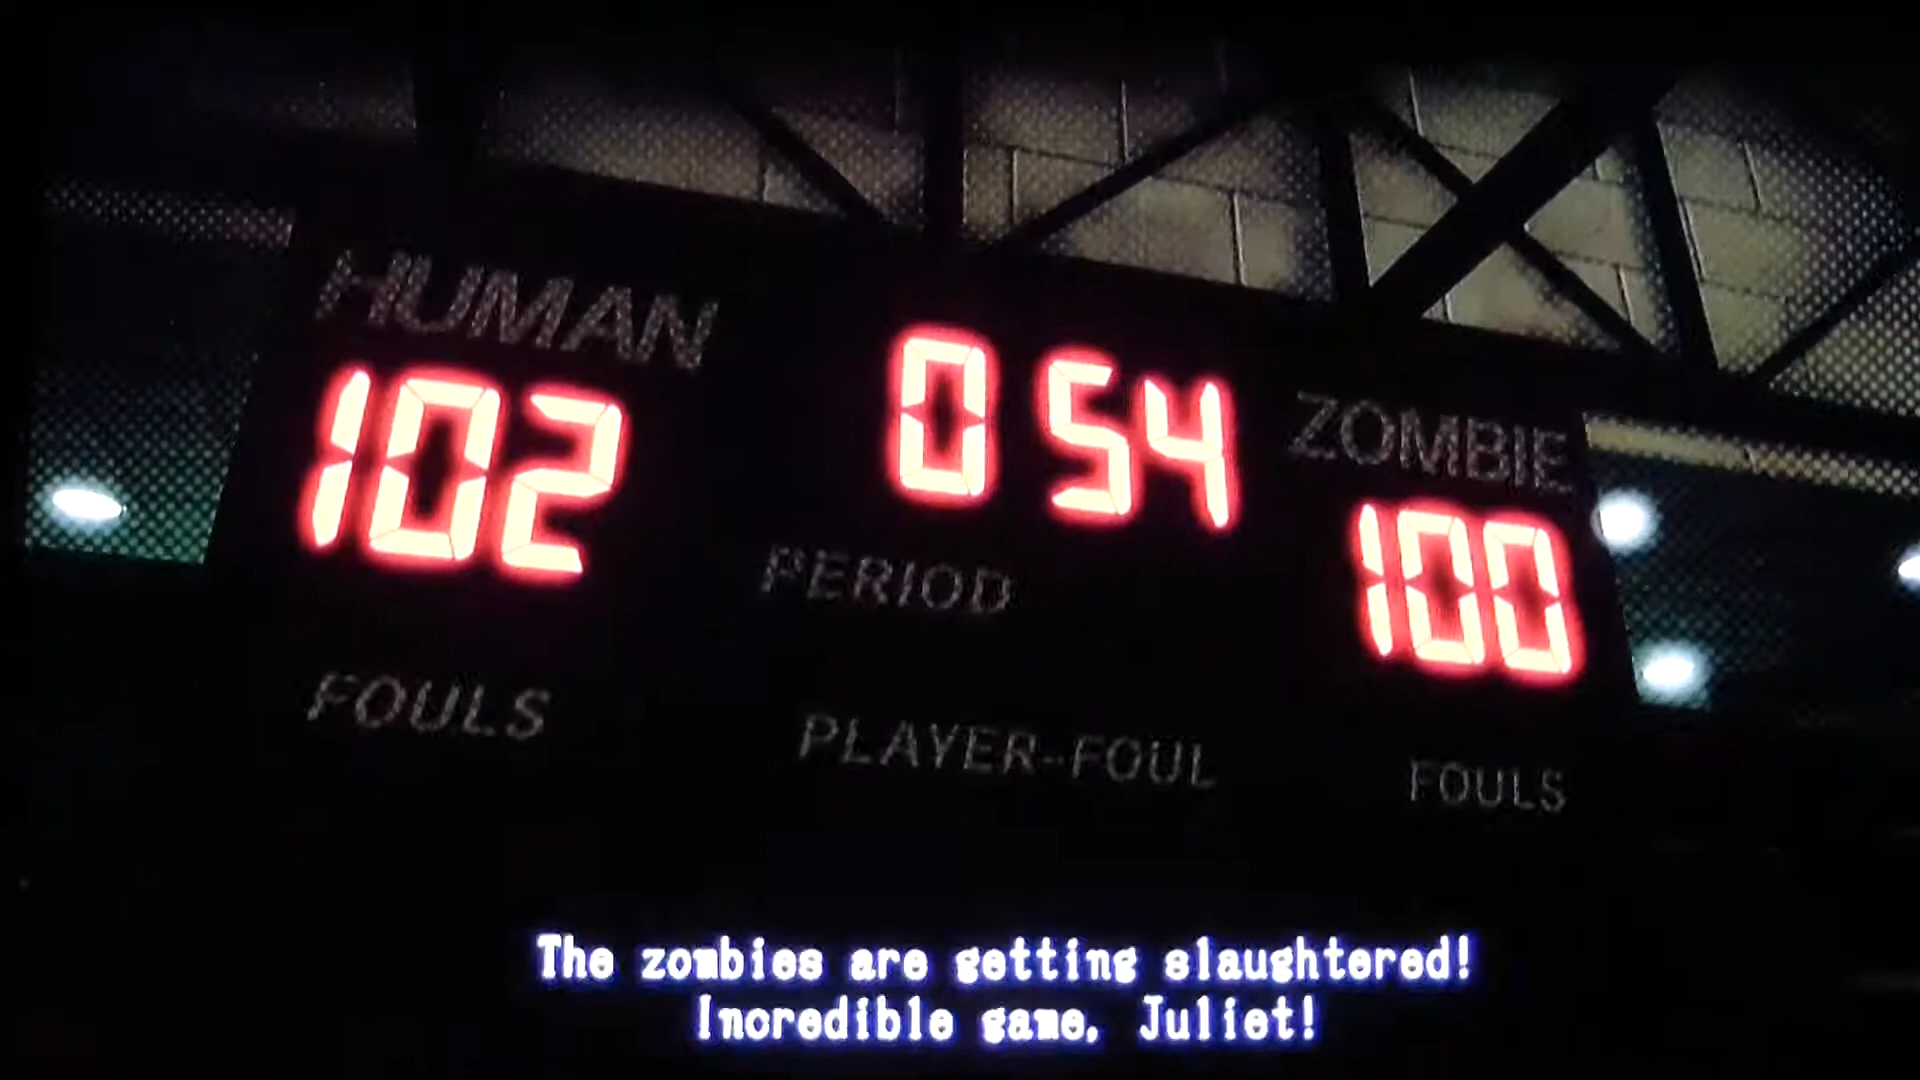 HUMAN
102
0 54
ZOMBIE
100
PERIOD
FOULS
PLAYER-FOUL
FOULS
The zombies are getting slaughtered!
Incredible game, Juliet!